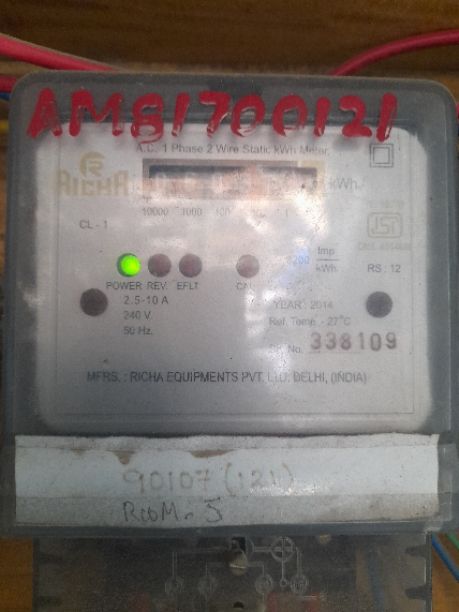 AM81700121
A.C. 1 Phase 2 Wire Static kWh Meter.
RICHA
kWh
10000 1000 100
CL - 1
ISI
POWER REV. EFLT CAL
Imp
kWh
RS : 12
2.5-10 A
240 V.
50 Hz.
YEAR : 2014
Ref. Temp. - 27°C
No. 338109
MFRS. : RICHA EQUIPMENTS PVT. LTD. DELHI, (INDIA)
90107 (121)
RooM. 5